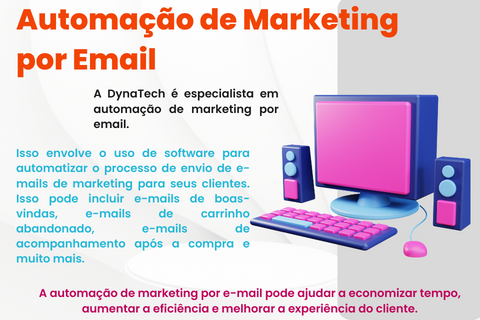 Automação de Marketing
por Email
A DynaTech é especialista em
automação de marketing por
email.
Isso envolve o uso de software para
automatizar o processo de envio de e-
mails de marketing para seus clientes.
Isso pode incluir e-mails de boas-
vindas, e-mails de carrinho
abandonado, e-mails de
acompanhamento após a compra e
muito mais.
A automação de marketing por e-mail pode ajudar a economizar tempo,
aumentar a eficiência e melhorar a experiência do cliente.